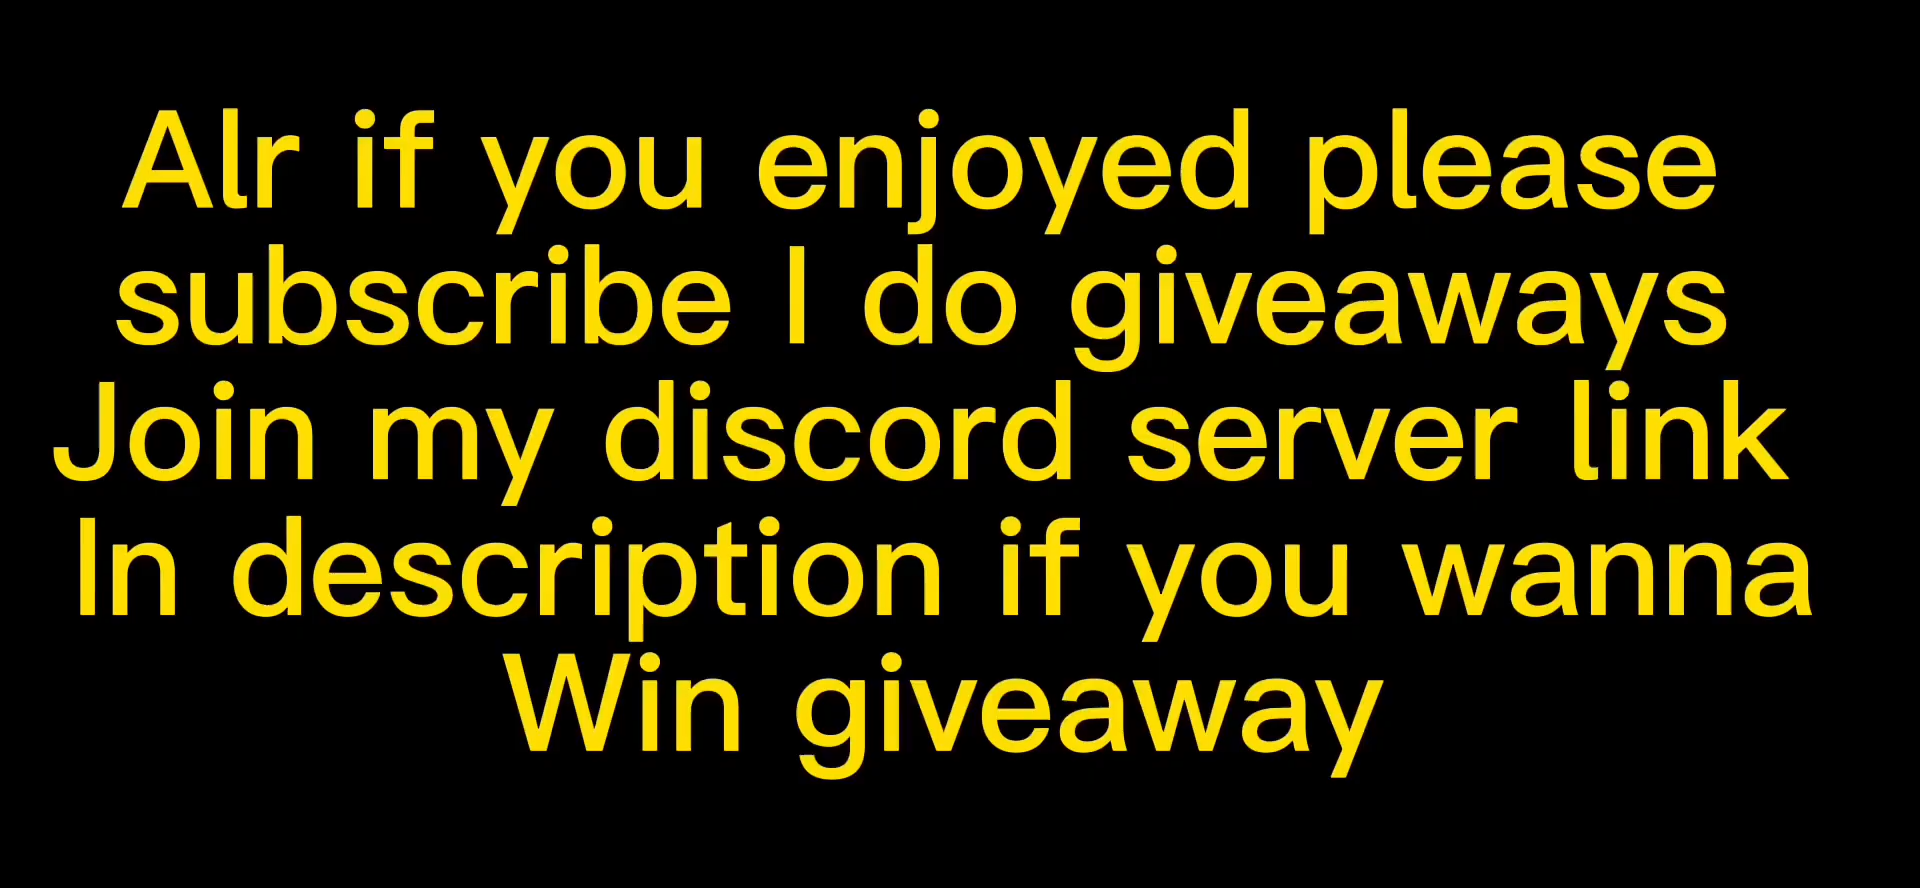 Alr if you enjoyed please
subscribe I do giveaways
Join my discord server link
In description if you wanna
Win giveaway